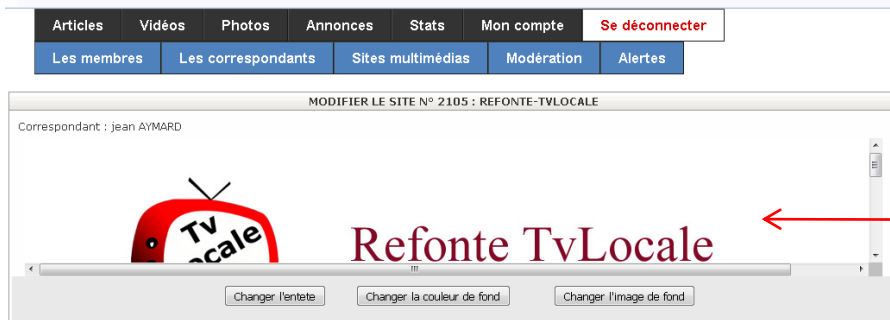 Articles Vidéos Photos Annonces Stats Mon compte Se déconnecter
Les membres Les correspondants Sites multimédias Modération Alertes
MODIFIER LE SITE N° 2105 : REFONTE-TVLOCALE
Correspondant : jean AYMARD
Tv
Locale
Refonte TvLocale
Changer l'entete Changer la couleur de fond Changer l'image de fond